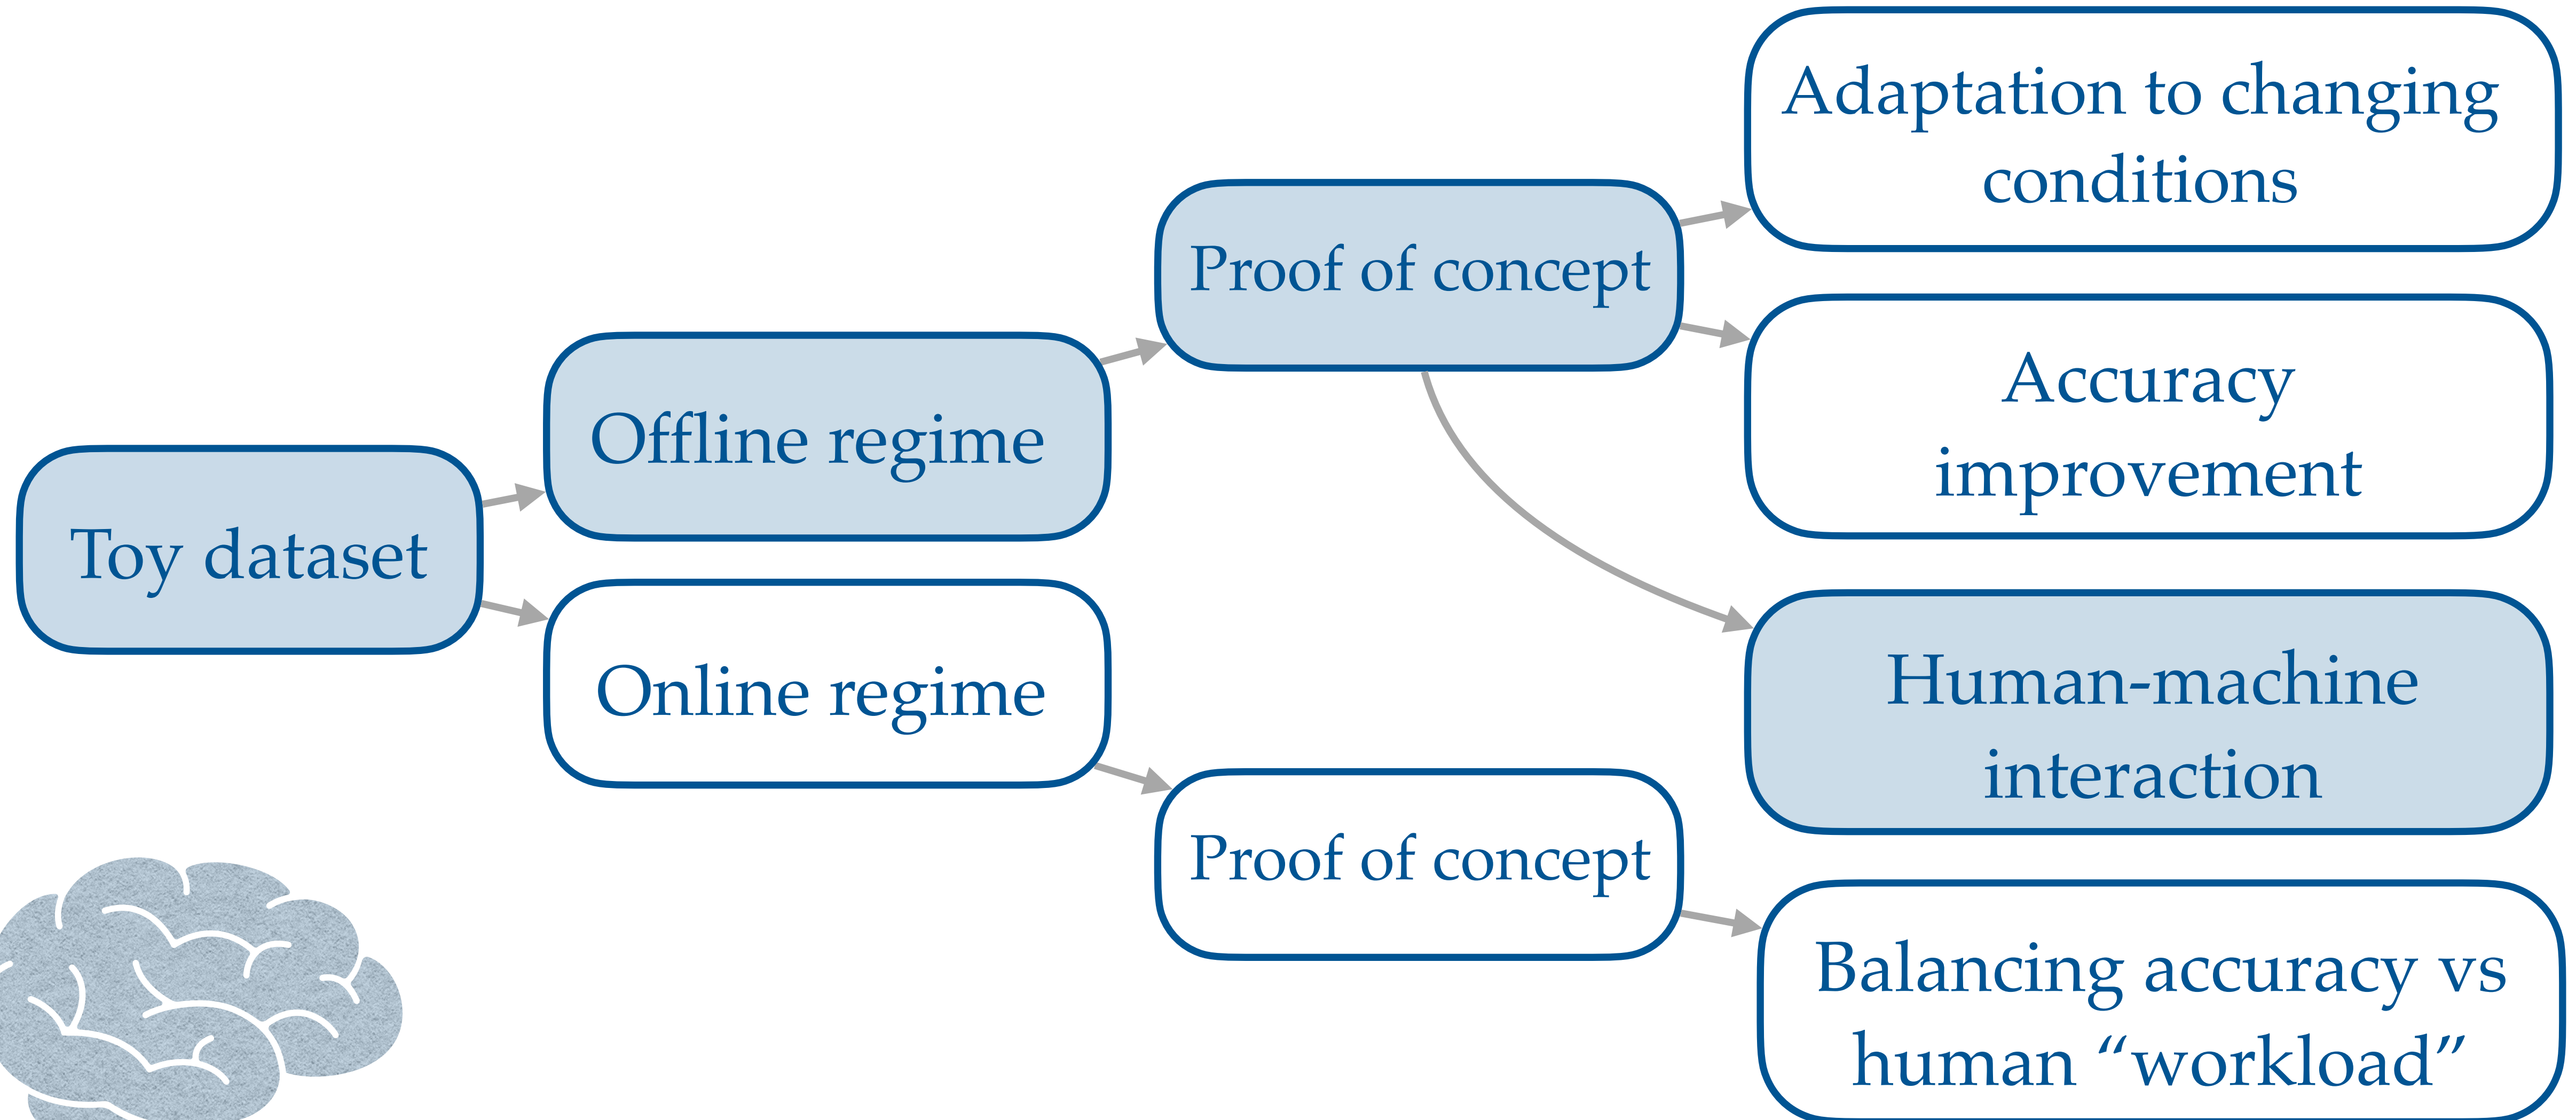 Toy dataset
Offline regime
Online regime
Proof of concept
Proof of concept
Adaptation to changing
conditions
Accuracy
improvement
Human-machine
interaction
Balancing accuracy vs
human “workload”